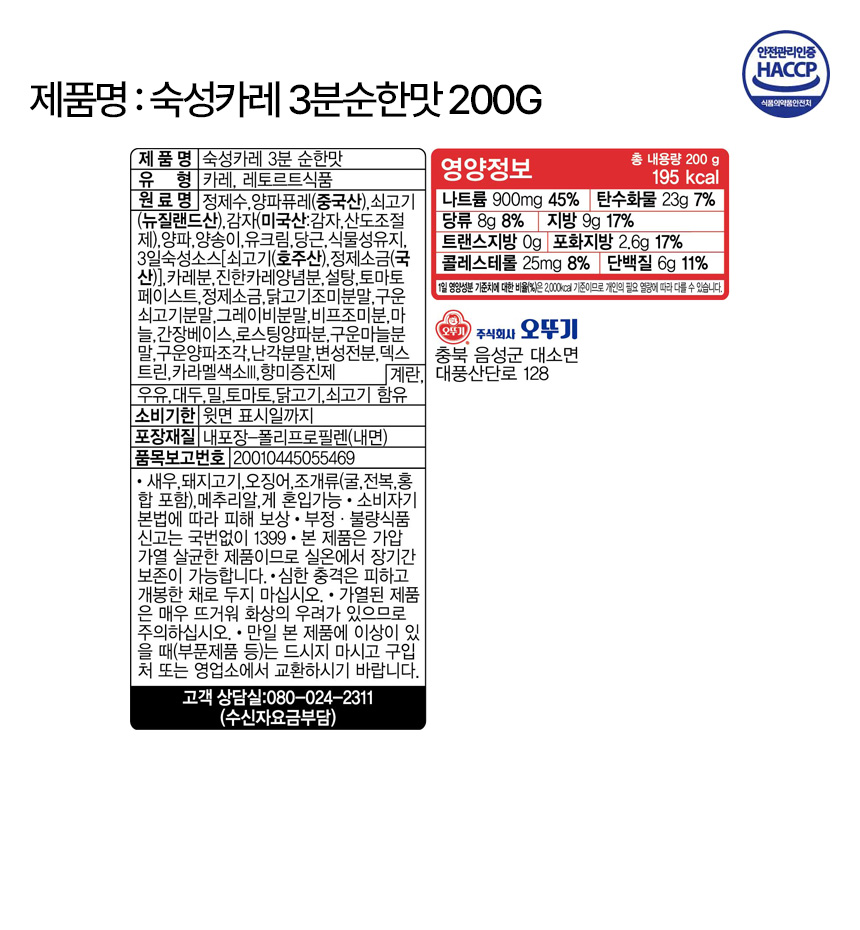 안전관리인증
HACCP
식품의약품안전처
제품명 : 숙성카레 3분순한맛 200G
제 품 명 숙성카레 3분 순한맛
유 형 카레, 레토르트식품
원 료 명 정제수,양파퓨레(중국산),쇠고기
(뉴질랜드산),감자(미국산:감자,산도조절
제),양파,양송이,유크림,당근,식물성유지,
3일숙성소스[쇠고기(호주산),정제소금(국
산)],카레분,진한카레양념분,설탕,토마토
페이스트,정제소금,닭고기조미분말,구운
쇠고기분말,그레이비분말,비프조미분,마
늘,간장베이스,로스팅양파분,구운마늘분
말,구운양파조각,난각분말,변성전분,덱스
트린,카라멜색소III,향미증진제 계란,
우유,대두,밀,토마토,닭고기,쇠고기 함유
소비기한 윗면 표시일까지
포장재질 내포장–폴리프로필렌(내면)
품목보고번호 20010445055469
• 새우,돼지고기,오징어,조개류(굴,전복,홍
합 포함),메추리알,게 혼입가능 • 소비자기
본법에 따라 피해 보상 • 부정 · 불량식품
신고는 국번없이 1399 • 본 제품은 가압
가열 살균한 제품이므로 실온에서 장기간
보존이 가능합니다. • 심한 충격은 피하고
개봉한 채로 두지 마십시오. • 가열된 제품
은 매우 뜨거워 화상의 우려가 있으므로
주의하십시오. • 만일 본 제품에 이상이 있
을 때(부푼제품 등)는 드시지 마시고 구입
처 또는 영업소에서 교환하시기 바랍니다.
고객 상담실:080–024–2311
(수신자요금부담)
영양정보 총 내용량 200 g
195 kcal
나트륨 900mg 45% 탄수화물 23g 7%
당류 8g 8% 지방 9g 17%
트랜스지방 0g 포화지방 2.6g 17%
콜레스테롤 25mg 8% 단백질 6g 11%
1일 영양성분 기준치에 대한 비율(%)은 2,000kcal 기준이므로 개인의 필요 열량에 따라 다를 수 있습니다.
오뚜기 주식회사 오뚜기
충북 음성군 대소면
대풍산단로 128